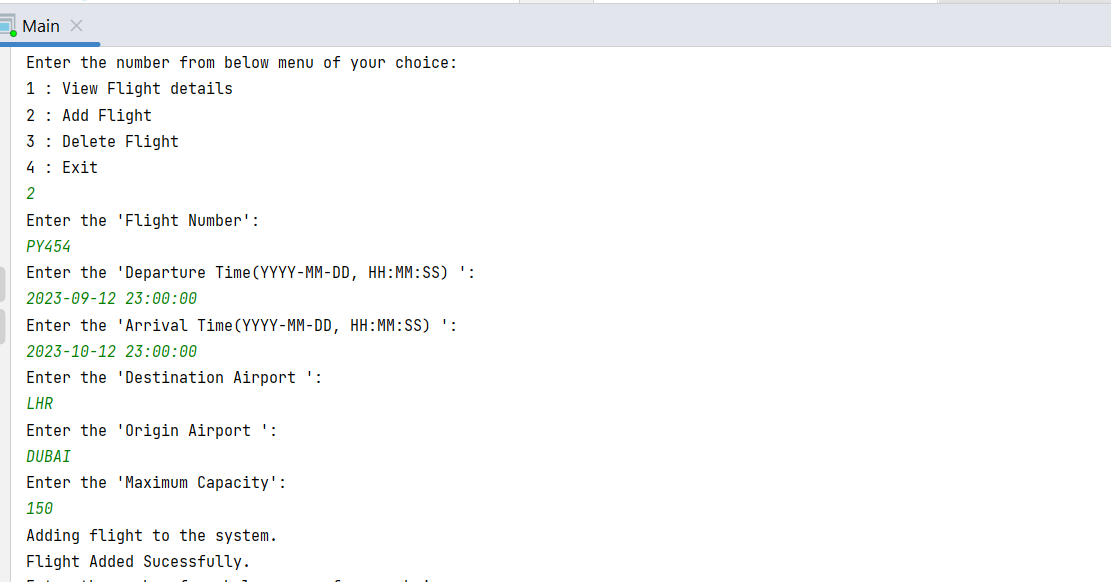 Main
Enter the number from below menu of your choice:
1 : View Flight details
2 : Add Flight
3 : Delete Flight
4 : Exit
2
Enter the 'Flight Number':
PY454
Enter the 'Departure Time(YYYY-MM-DD, HH:MM:SS) ':
2023-09-12 23:00:00
Enter the 'Arrival Time(YYYY-MM-DD, HH:MM:SS) ':
2023-10-12 23:00:00
Enter the 'Destination Airport ':
LHR
Enter the 'Origin Airport ':
DUBAI
Enter the 'Maximum Capacity':
150
Adding flight to the system.
Flight Added Sucessfully.